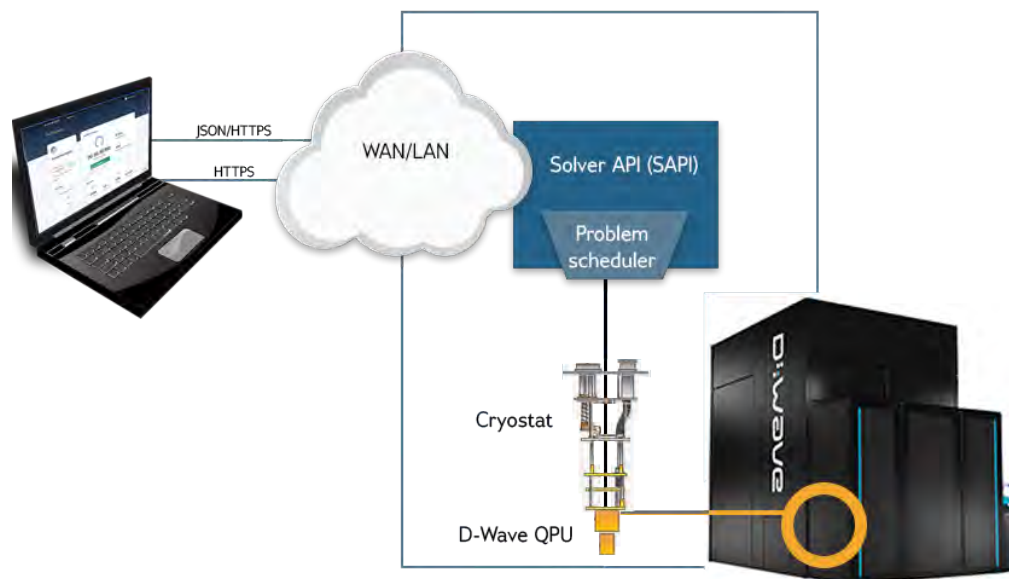 JSON/HTTPS
HTTPS
WAN/LAN
Solver API (SAPI)
Problem
scheduler
Cryostat
D-Wave QPU
D:wave